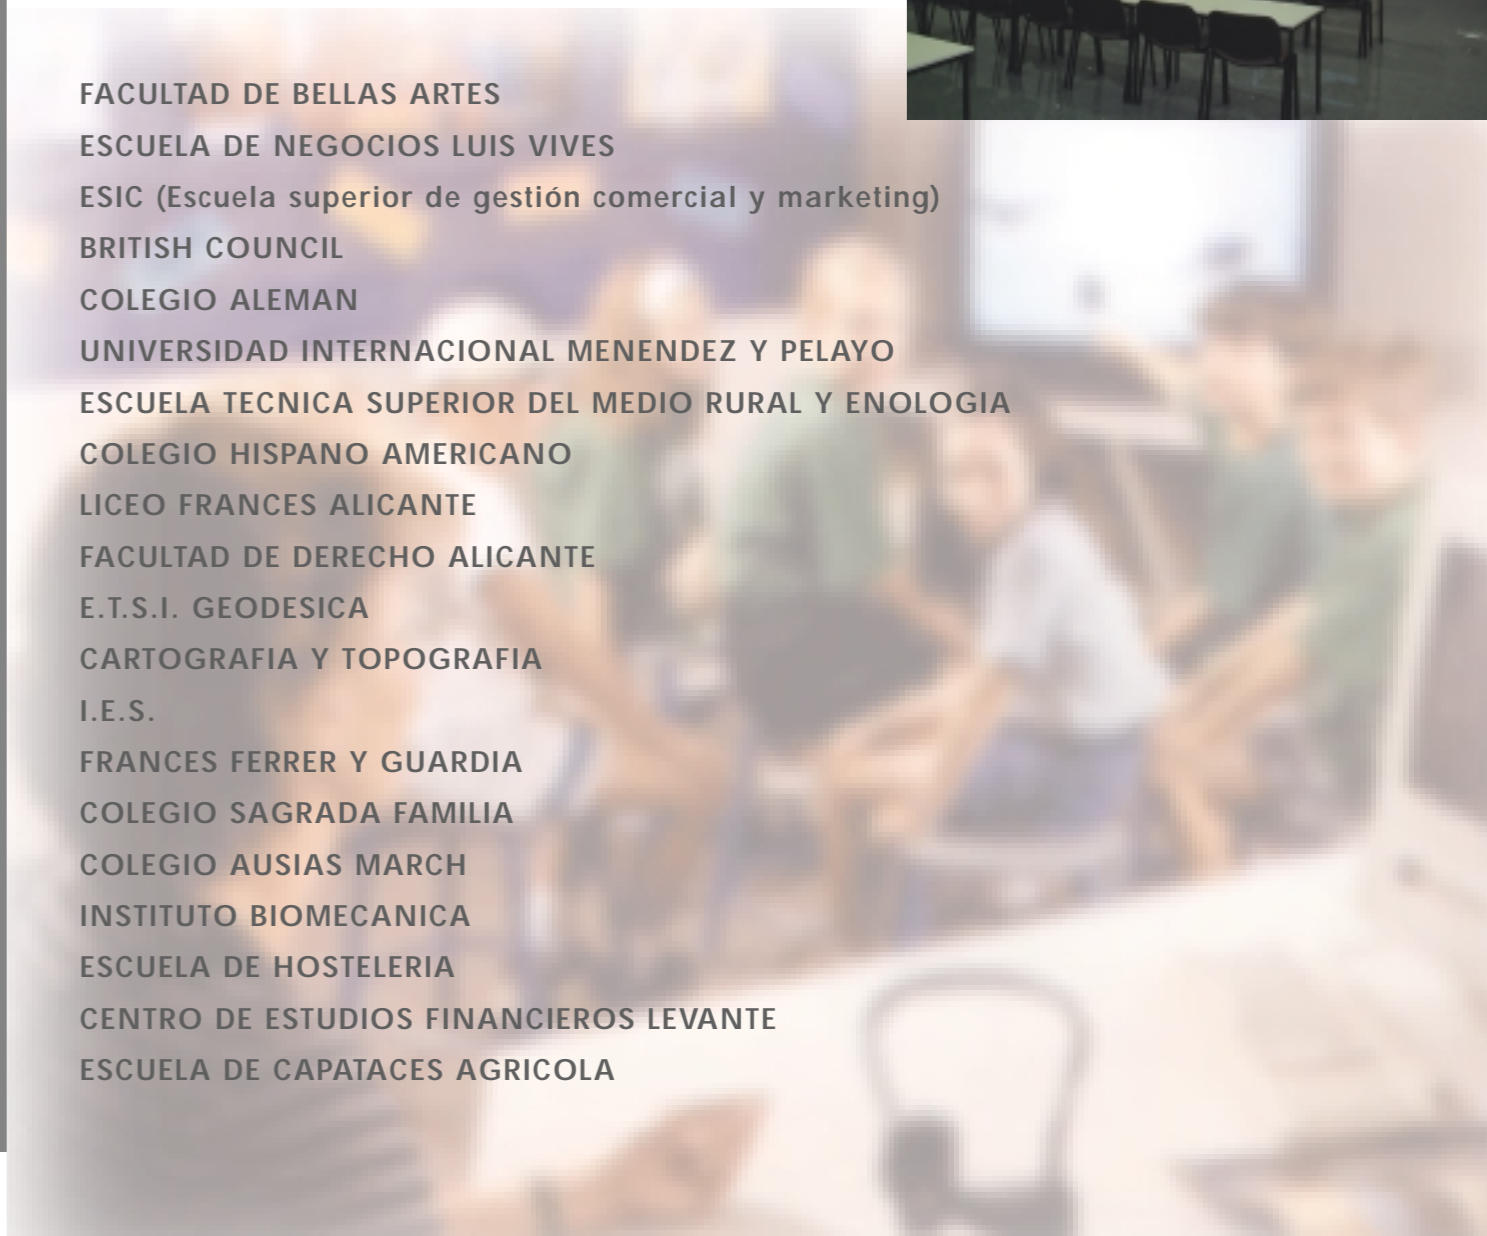 FACULTAD DE BELLAS ARTES
ESCUELA DE NEGOCIOS LUIS VIVES
ESIC (Escuela superior de gestión comercial y marketing)
BRITISH COUNCIL
COLEGIO ALEMAN
UNIVERSIDAD INTERNACIONAL MENENDEZ Y PELAYO
ESCUELA TECNICA SUPERIOR DEL MEDIO RURAL Y ENOLOGIA
COLEGIO HISPANO AMERICANO
LICEO FRANCES ALICANTE
FACULTAD DE DERECHO ALICANTE
E.T.S.I. GEODESICA
CARTOGRAFIA Y TOPOGRAFIA
I.E.S.
FRANCES FERRER Y GUARDIA
COLEGIO SAGRADA FAMILIA
COLEGIO AUSIAS MARCH
INSTITUTO BIOMECANICA
ESCUELA DE HOSTELERIA
CENTRO DE ESTUDIOS FINANCIEROS LEVANTE
ESCUELA DE CAPATACES AGRICOLA